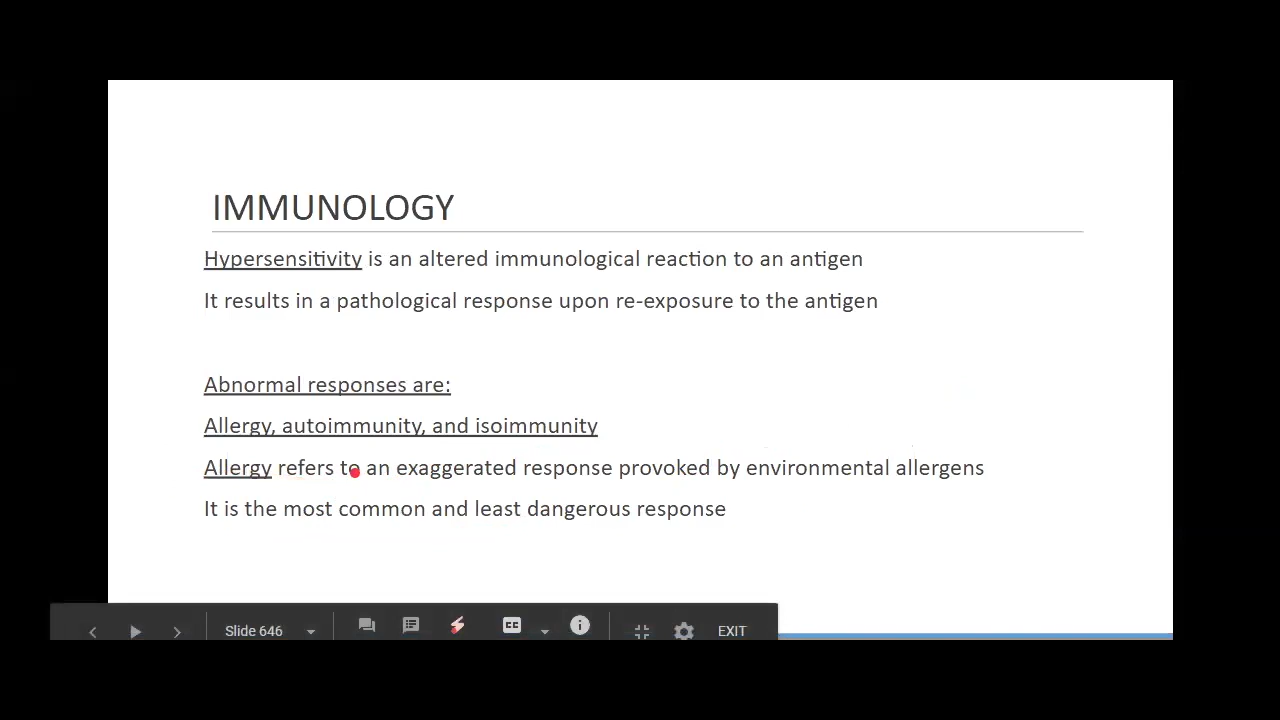 IMMUNOLOGY
Hypersensitivity is an altered immunological reaction to an antigen
It results in a pathological response upon re-exposure to the antigen
Abnormal responses are:
Allergy, autoimmunity, and isoimmunity
Allergy refers to an exaggerated response provoked by environmental allergens
It is the most common and least dangerous response
Slide 646 CC EXIT